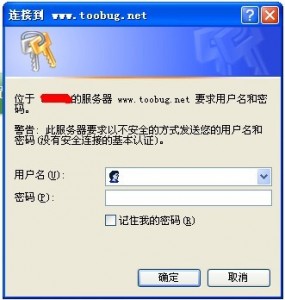 连接到 www.toobug.net
位于 的服务器 www.toobug.net 要求用户名和密
码。
警告: 此服务器要求以不安全的方式发送您的用户名和
密码(没有安全连接的基本认证)。
用户名(U):
密码(P):
记住我的密码(R)
确定 取消